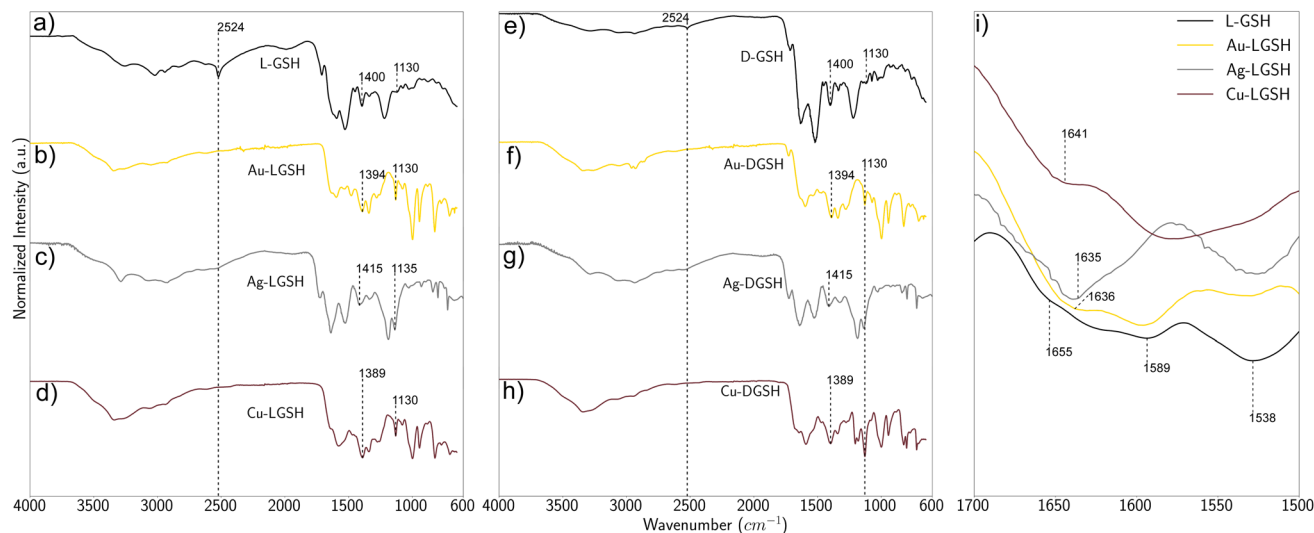 Normalized Intensity (a.u.)
a)
2524
L-GSH
1400
1130
b)
Au-LGSH
1394
1130
c)
Ag-LGSH
1415
1135
d)
Cu-LGSH
1389
1130
4000 3000 2500 2000 1500 1000 600
e)
2524
D-GSH
1400
1130
f)
Au-DGSH
1394
1130
g)
Ag-DGSH
1415
h)
Cu-DGSH
1389
4000 3000 2500 2000 1500 1000 600
Wavenumber (cm⁻¹)
i)
L-GSH
Au-LGSH
Ag-LGSH
Cu-LGSH
1641
1635
1636
1655
1589
1538
1700 1650 1600 1550 1500